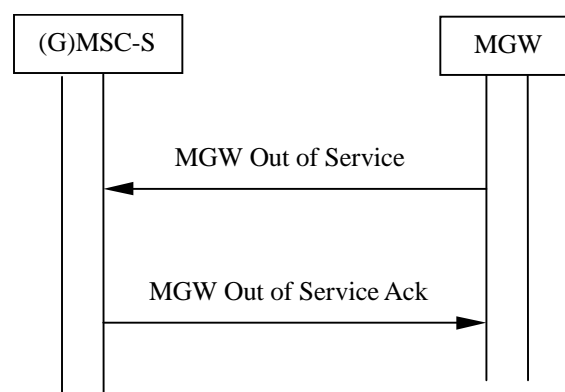 (G)MSC-S
MGW
MGW Out of Service
MGW Out of Service Ack